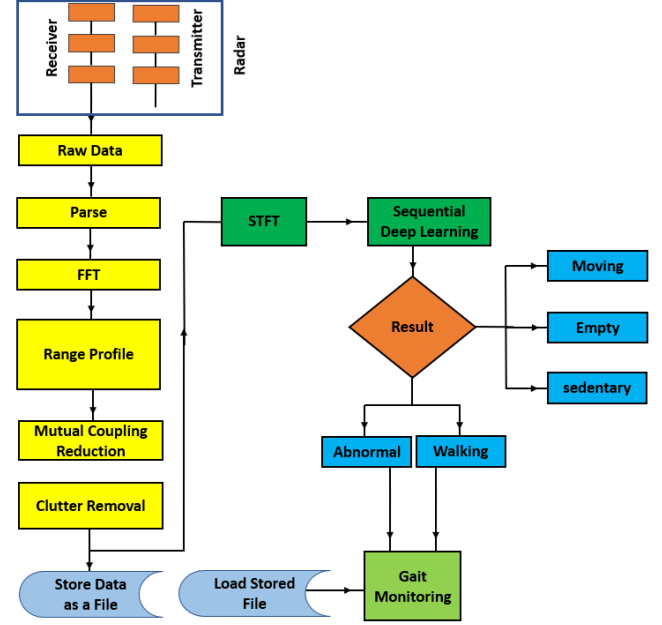 Receiver
Transmitter
Radar
Raw Data
Parse
FFT
Range Profile
Mutual Coupling
Reduction
Clutter Removal
Store Data
as a File
STFT
Sequential
Deep Learning
Result
Moving
Empty
sedentary
Abnormal
Walking
Load Stored
File
Gait
Monitoring